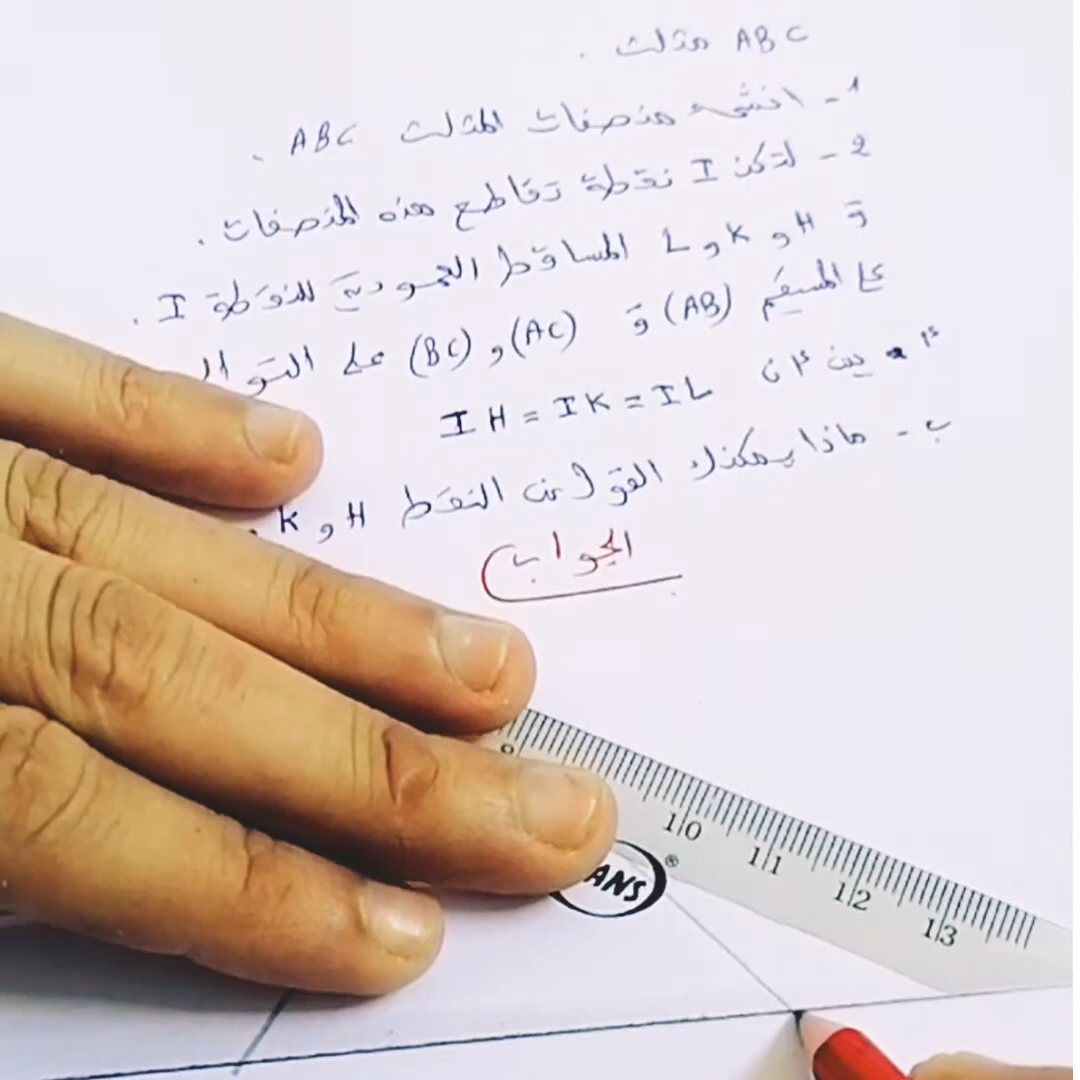 ABC مثلث .
1 - انشئ منصفات المثلث ABC .
2 - لتكن I نقطة تقاطع هذه المنصفات .
و H و K و L المساقط العمودية للنقطة I .
على المستقيم (AB) و (AC) و (BC) على التوالي
أ - بين أن IH = IK = IL
ب - ماذا يمكنك القول عن النقط H و K
الجواب
9 10 11 12 13
ANS ®